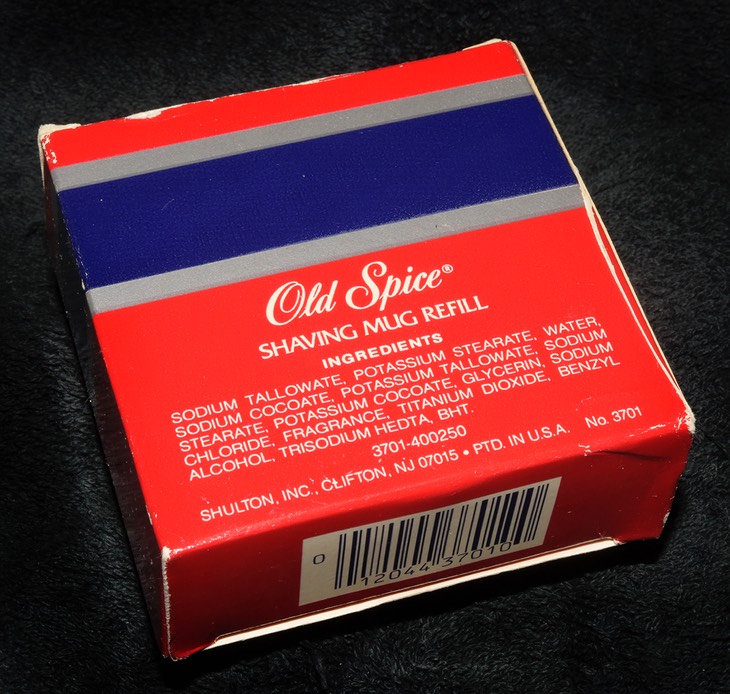 Old Spice®
SHAVING MUG REFILL
INGREDIENTS
SODIUM TALLOWATE, POTASSIUM STEARATE, WATER,
SODIUM COCOATE, POTASSIUM TALLOWATE, SODIUM
STEARATE, POTASSIUM COCOATE, GLYCERIN, SODIUM
CHLORIDE, FRAGRANCE, TITANIUM DIOXIDE, BENZYL
ALCOHOL, TRISODIUM HEDTA, BHT.
3701-400250
SHULTON, INC., CLIFTON, NJ 07015 • PTD. IN U.S.A. No. 3701
0 12044 37010